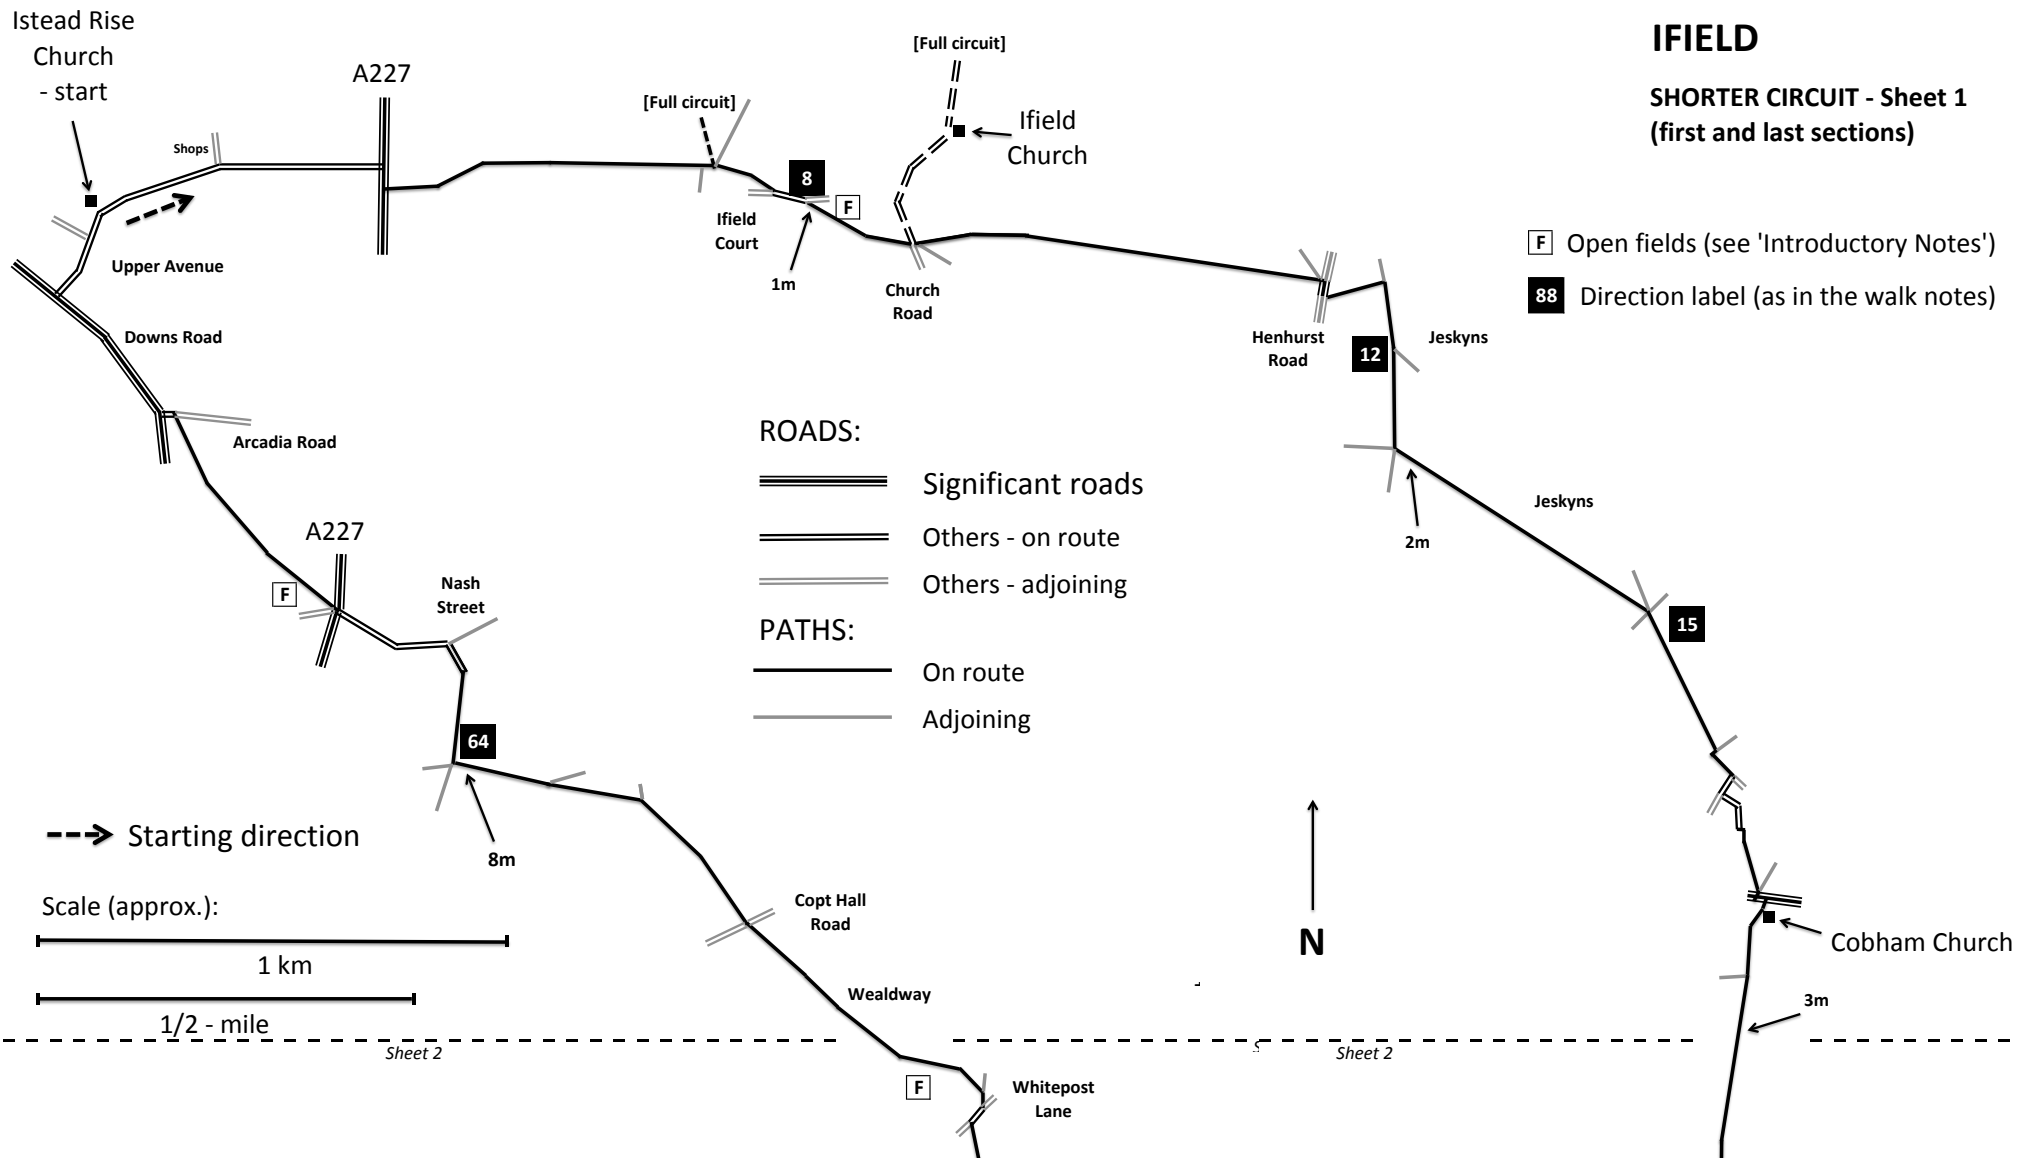 Istead Rise
Church
- start
A227
[Full circuit]
[Full circuit]
Ifield
Church
IFIELD
SHORTER CIRCUIT - Sheet 1
(first and last sections)
Shops
8
F
Ifield
Court
1m
Church
Road
Upper Avenue
Downs Road
F Open fields (see 'Introductory Notes')
88 Direction label (as in the walk notes)
Henhurst
Road
12
Jeskyns
Arcadia Road
ROADS:
Significant roads
Others - on route
Others - adjoining
PATHS:
On route
Adjoining
2m
Jeskyns
15
A227
F
Nash
Street
64
8m
Starting direction
Scale (approx.):
1 km
1/2 - mile
Copt Hall
Road
Wealdway
N
Cobham Church
3m
Sheet 2
Sheet 2
F
Whitepost
Lane